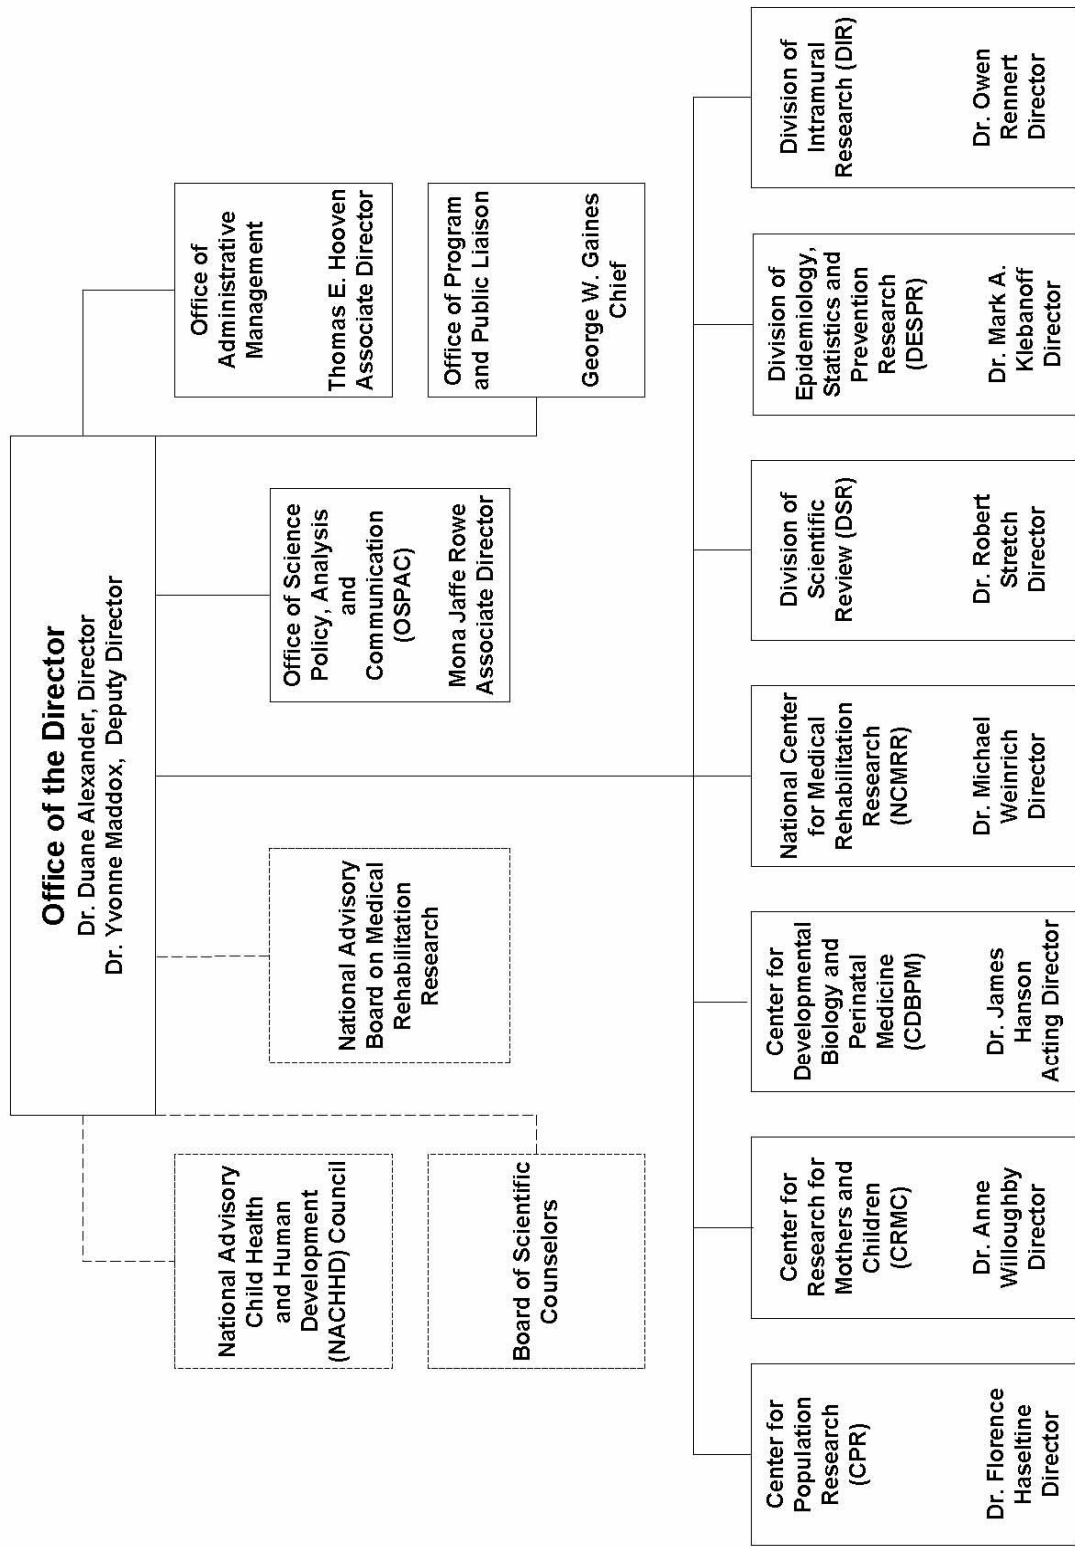 Office of the Director
Dr. Duane Alexander, Director
Dr. Yvonne Maddox, Deputy Director
National Advisory
Child Health
and Human
Development
(NACHHD) Council
Board of Scientific
Counselors
National Advisory
Board on Medical
Rehabilitation
Research
Office of Science
Policy, Analysis
and
Communication
(OSPAC)
Mona Jaffe Rowe
Associate Director
Office of
Administrative
Management
Thomas E. Hooven
Associate Director
Office of Program
and Public Liaison
George W. Gaines
Chief
Center for
Population
Research
(CPR)
Dr. Florence
Haseltine
Director
Center for
Research for
Mothers and
Children
(CRMC)
Dr. Anne
Willoughby
Director
Center for
Developmental
Biology and
Perinatal
Medicine
(CDBPM)
Dr. James
Hanson
Acting Director
National Center
for Medical
Rehabilitation
Research
(NCMRR)
Dr. Michael
Weinrich
Director
Division of
Scientific
Review (DSR)
Dr. Robert
Stretch
Director
Division of
Epidemiology,
Statistics and
Prevention
Research
(DESPR)
Dr. Mark A.
Klebanoff
Director
Division of
Intramural
Research (DIR)
Dr. Owen
Rennert
Director